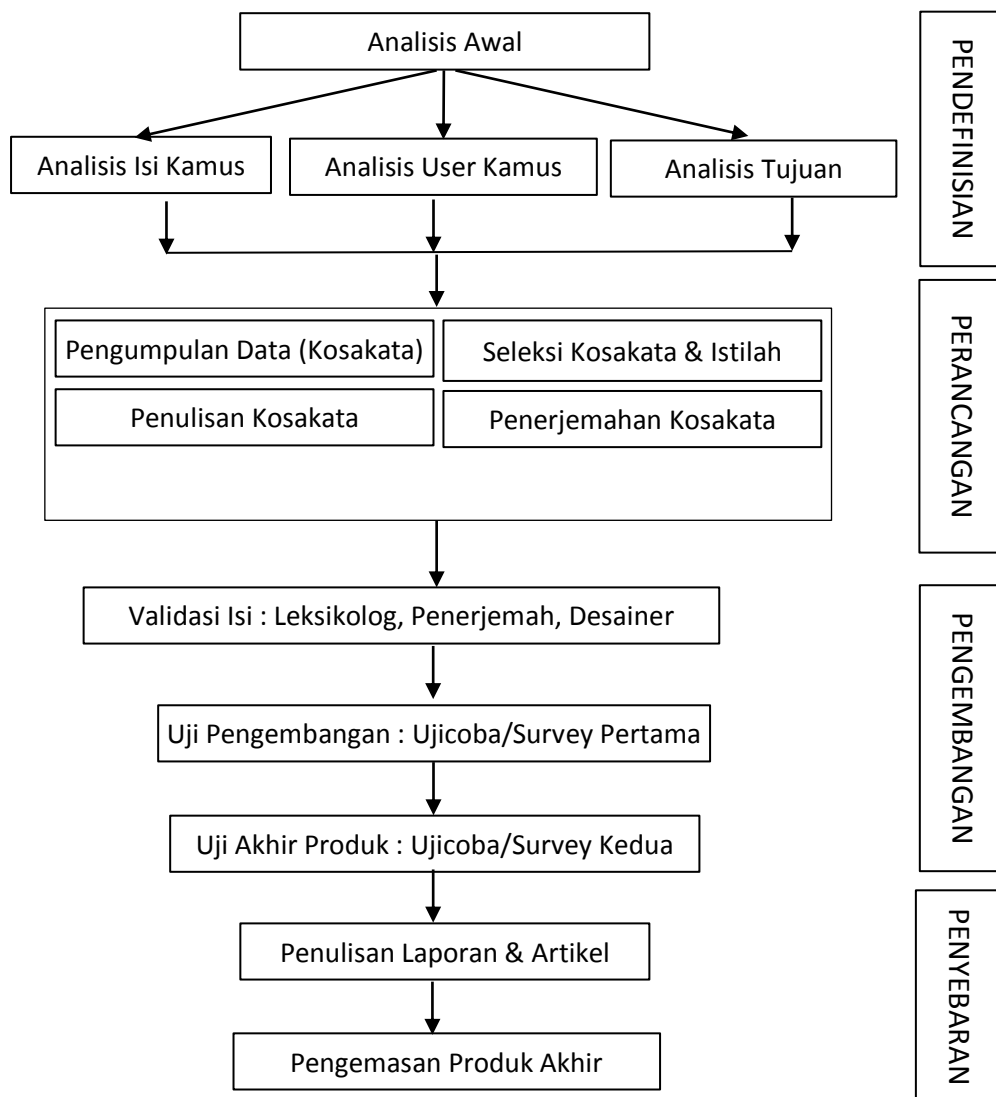 Analisis Awal
PENDEFINISIAN
Analisis Isi Kamus
Analisis User Kamus
Analisis Tujuan
PERANCANGAN
Pengumpulan Data (Kosakata)
Seleksi Kosakata & Istilah
Penulisan Kosakata
Penerjemahan Kosakata
PENGEMBANGAN
Validasi Isi : Leksikolog, Penerjemah, Desainer
Uji Pengembangan : Ujicoba/Survey Pertama
Uji Akhir Produk : Ujicoba/Survey Kedua
PENYEBARAN
Penulisan Laporan & Artikel
Pengemasan Produk Akhir